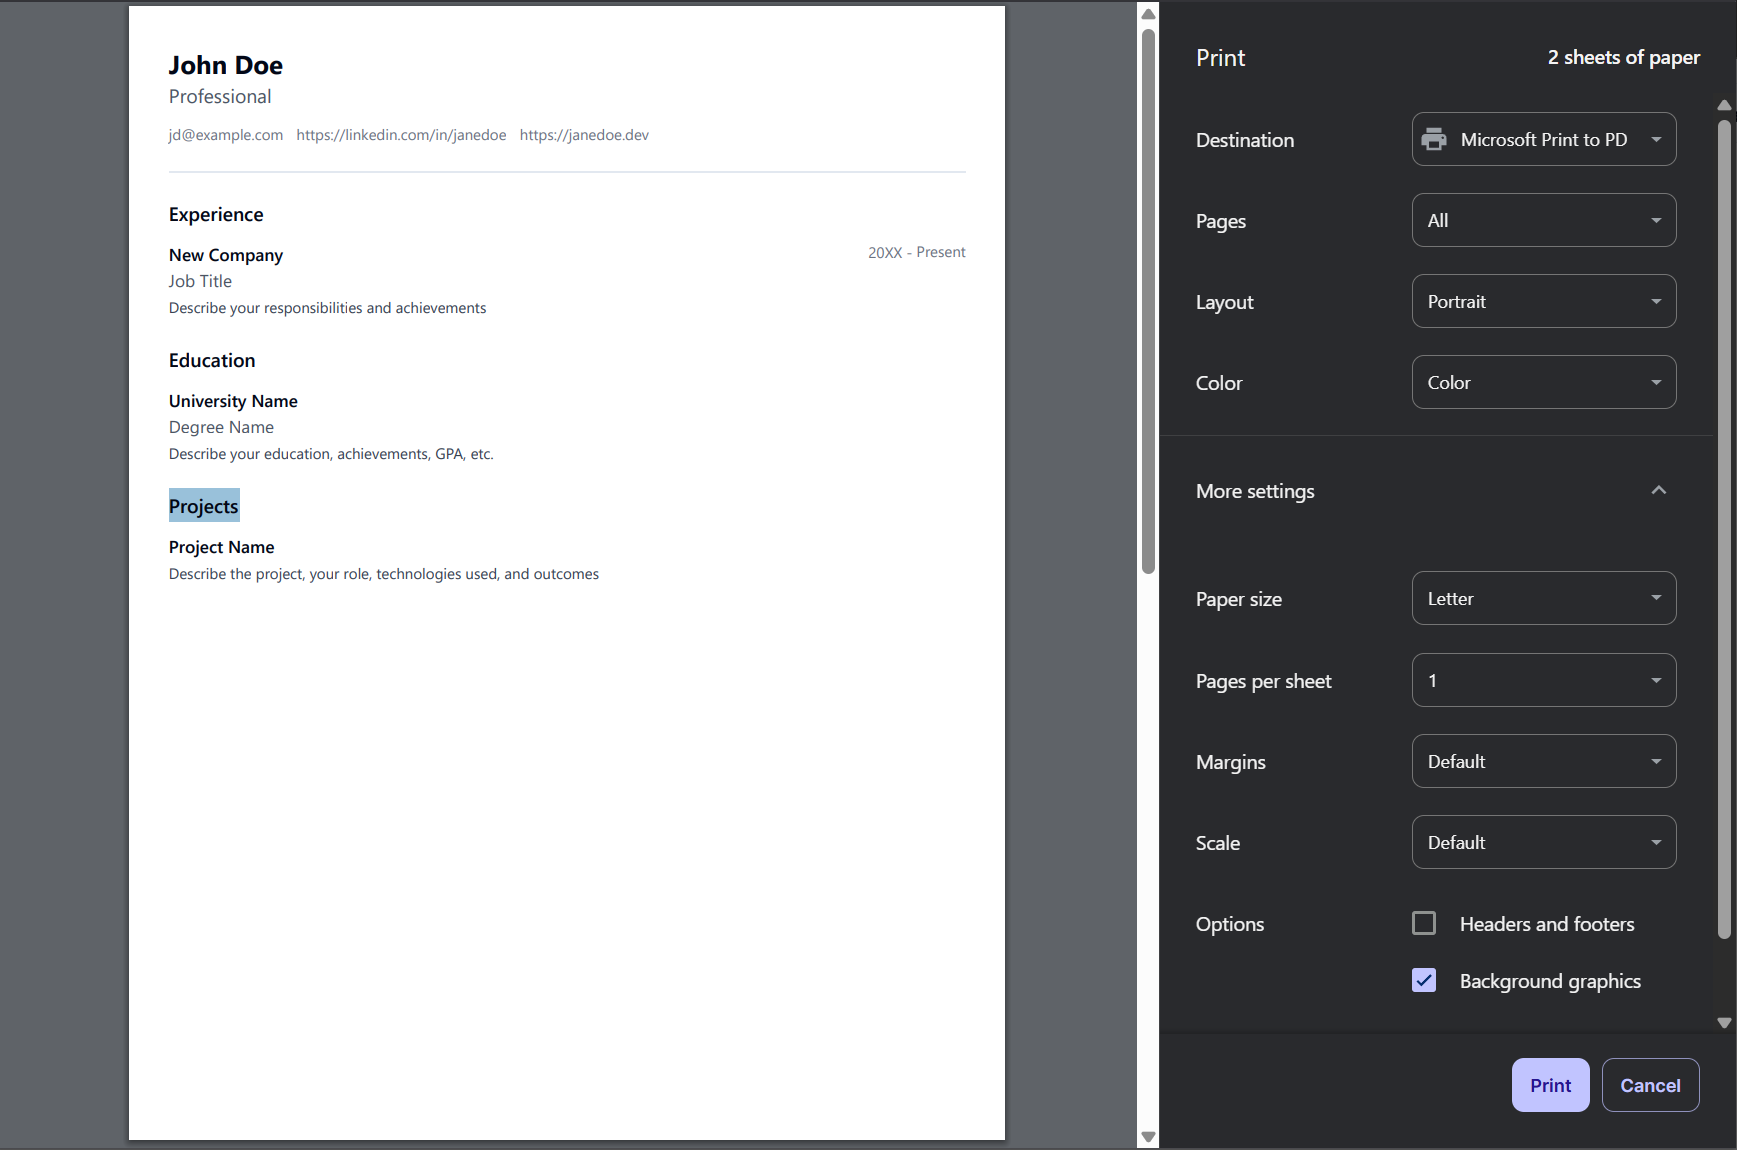 John Doe
Professional
jd@example.com https://linkedin.com/in/janedoe https://janedoe.dev
Experience
New Company 20XX - Present
Job Title
Describe your responsibilities and achievements
Education
University Name
Degree Name
Describe your education, achievements, GPA, etc.
Projects
Project Name
Describe the project, your role, technologies used, and outcomes
Print 2 sheets of paper
Destination Microsoft Print to PD
Pages All
Layout Portrait
Color Color
More settings
Paper size Letter
Pages per sheet 1
Margins Default
Scale Default
Options Headers and footers
Background graphics
Print Cancel